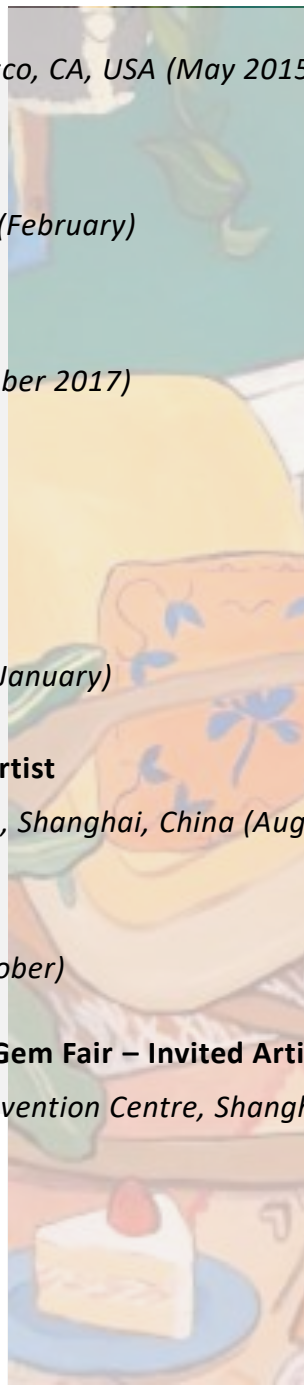 co, CA, USA (May 2015
(February)
ber 2017)
January)
rtist
, Shanghai, China (Aug
ober)
Gem Fair – Invited Arti
vention Centre, Shangh